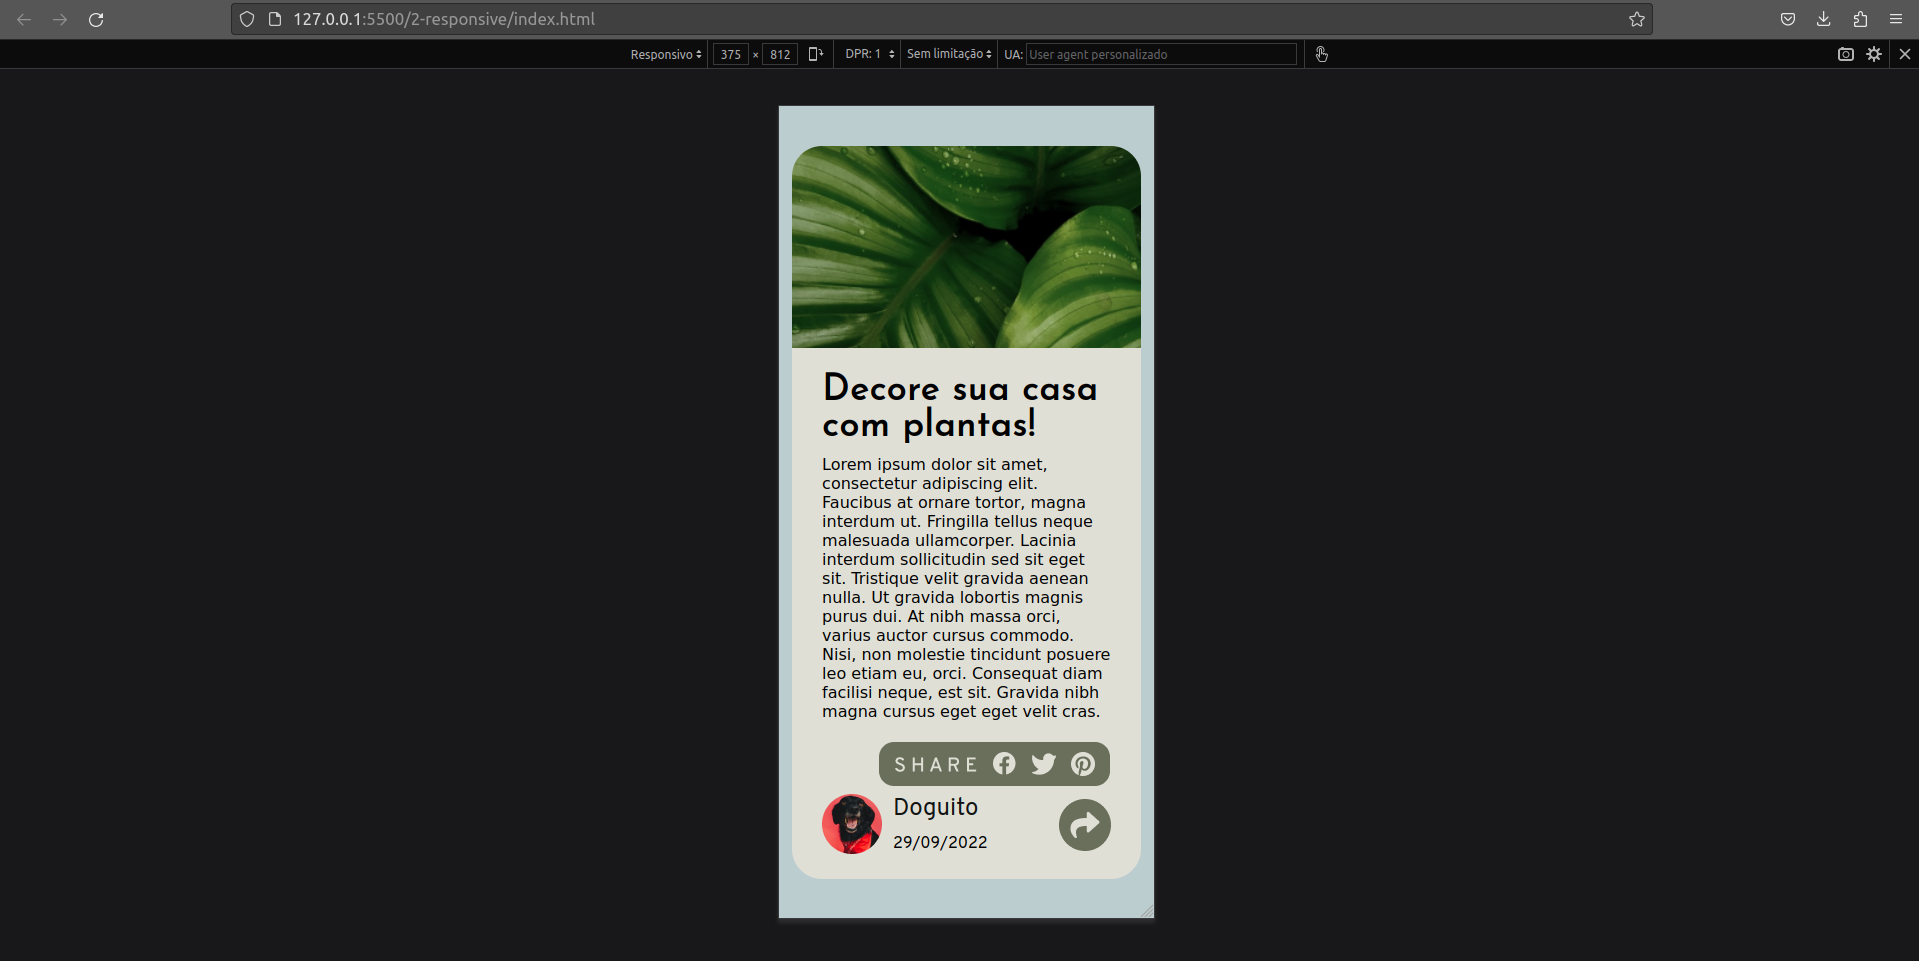 127.0.0.1:5500/2-responsive/index.html
Responsivo 375 × 812 DPR: 1 Sem limitação UA: User agent personalizado
Decore sua casa
com plantas!
Lorem ipsum dolor sit amet,
consectetur adipiscing elit.
Faucibus at ornare tortor, magna
interdum ut. Fringilla tellus neque
malesuada ullamcorper. Lacinia
interdum sollicitudin sed sit eget
sit. Tristique velit gravida aenean
nulla. Ut gravida lobortis magnis
purus dui. At nibh massa orci,
varius auctor cursus commodo.
Nisi, non molestie tincidunt posuere
leo etiam eu, orci. Consequat diam
facilisi neque, est sit. Gravida nibh
magna cursus eget eget velit cras.
SHARE
Doguito
29/09/2022